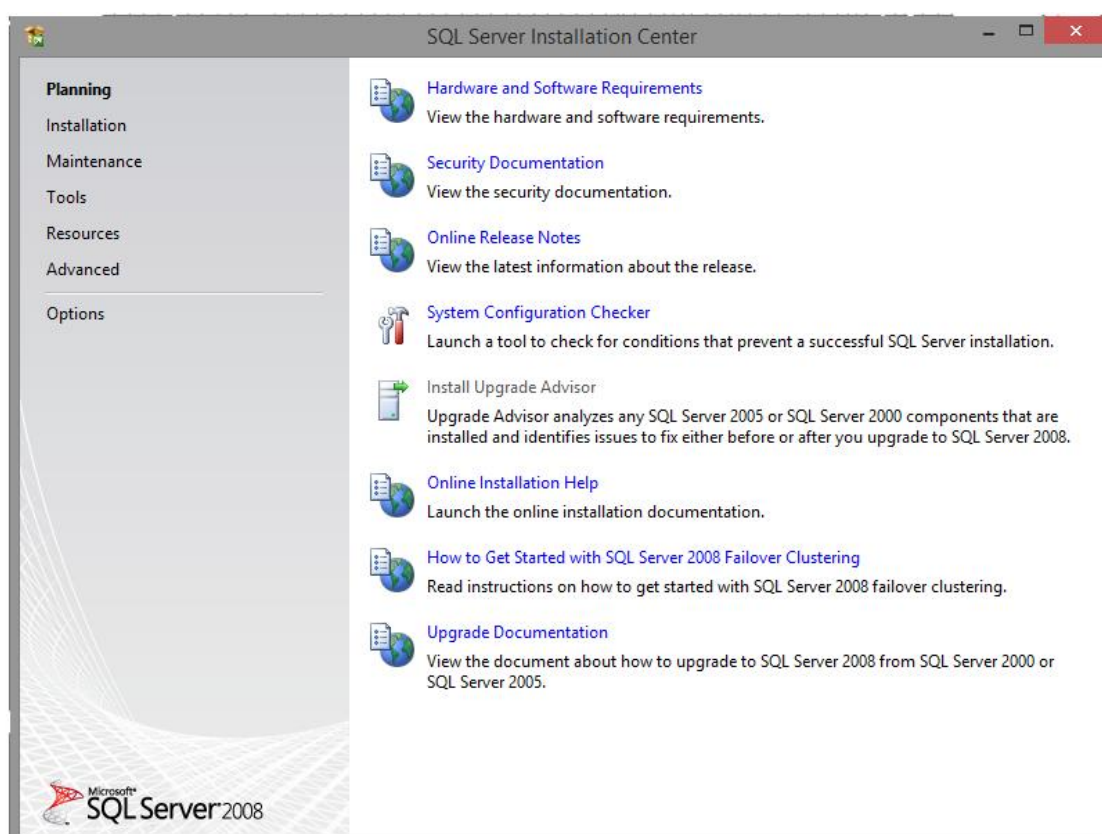 SQL Server Installation Center
Planning
Installation
Maintenance
Tools
Resources
Advanced
Options
Hardware and Software Requirements
View the hardware and software requirements.
Security Documentation
View the security documentation.
Online Release Notes
View the latest information about the release.
System Configuration Checker
Launch a tool to check for conditions that prevent a successful SQL Server installation.
Install Upgrade Advisor
Upgrade Advisor analyzes any SQL Server 2005 or SQL Server 2000 components that are
installed and identifies issues to fix either before or after you upgrade to SQL Server 2008.
Online Installation Help
Launch the online installation documentation.
How to Get Started with SQL Server 2008 Failover Clustering
Read instructions on how to get started with SQL Server 2008 failover clustering.
Upgrade Documentation
View the document about how to upgrade to SQL Server 2008 from SQL Server 2000 or
SQL Server 2005.
Microsoft®
SQL Server®2008